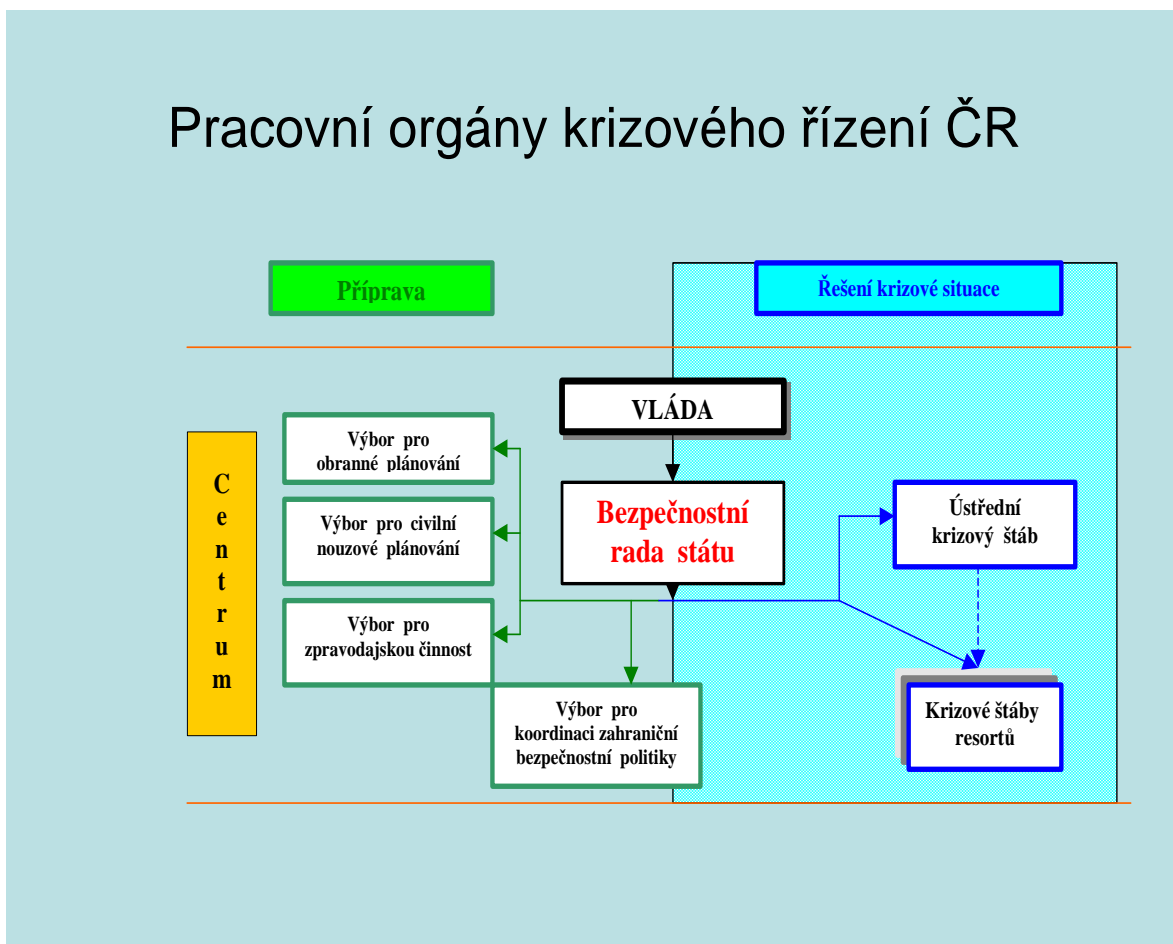 Pracovní orgány krizového řízení ČR
Příprava
Řešení krizové situace
VLÁDA
Centrum
Výbor pro
obranné plánování
Výbor pro civilní
nouzové plánování
Výbor pro
zpravodajskou činnost
Výbor pro
koordinaci zahraniční
bezpečnostní politiky
Bezpečnostní
rada státu
Ústřední
krizový štáb
Krizové štáby
resortů